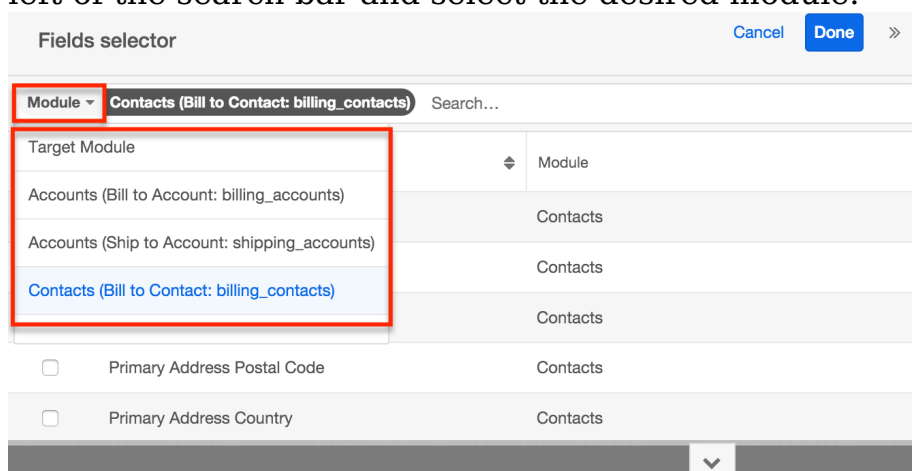 left of the search bar and select the desired module.
Fields selector
Cancel
Done
Module
Contacts (Bill to Contact: billing_contacts)
Search...
Target Module
Accounts (Bill to Account: billing_accounts)
Accounts (Ship to Account: shipping_accounts)
Contacts (Bill to Contact: billing_contacts)
Module
Contacts
Contacts
Contacts
Primary Address Postal Code Contacts
Primary Address Country Contacts